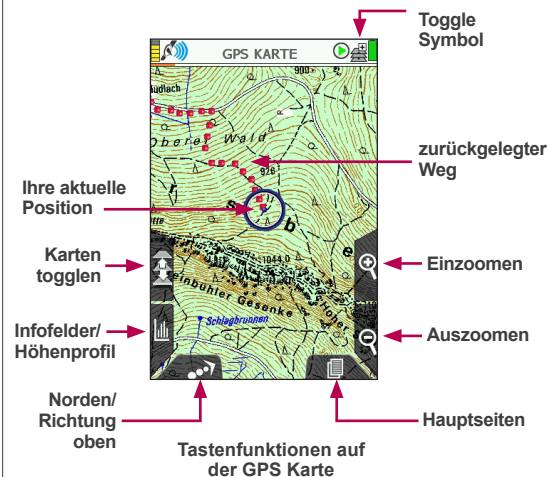 Toggle
Symbol
GPS KARTE
900
Oberer Wald
926
zurückgelegter
Weg
Ihre aktuelle
Position
r
s
b
e
Karten
togglen
1044,0
Einzoomen
Infofelder/
Höhenprofil
Schlagbrunnen
Auszoomen
Norden/
Richtung
oben
Hauptseiten
Tastenfunktionen auf
der GPS Karte